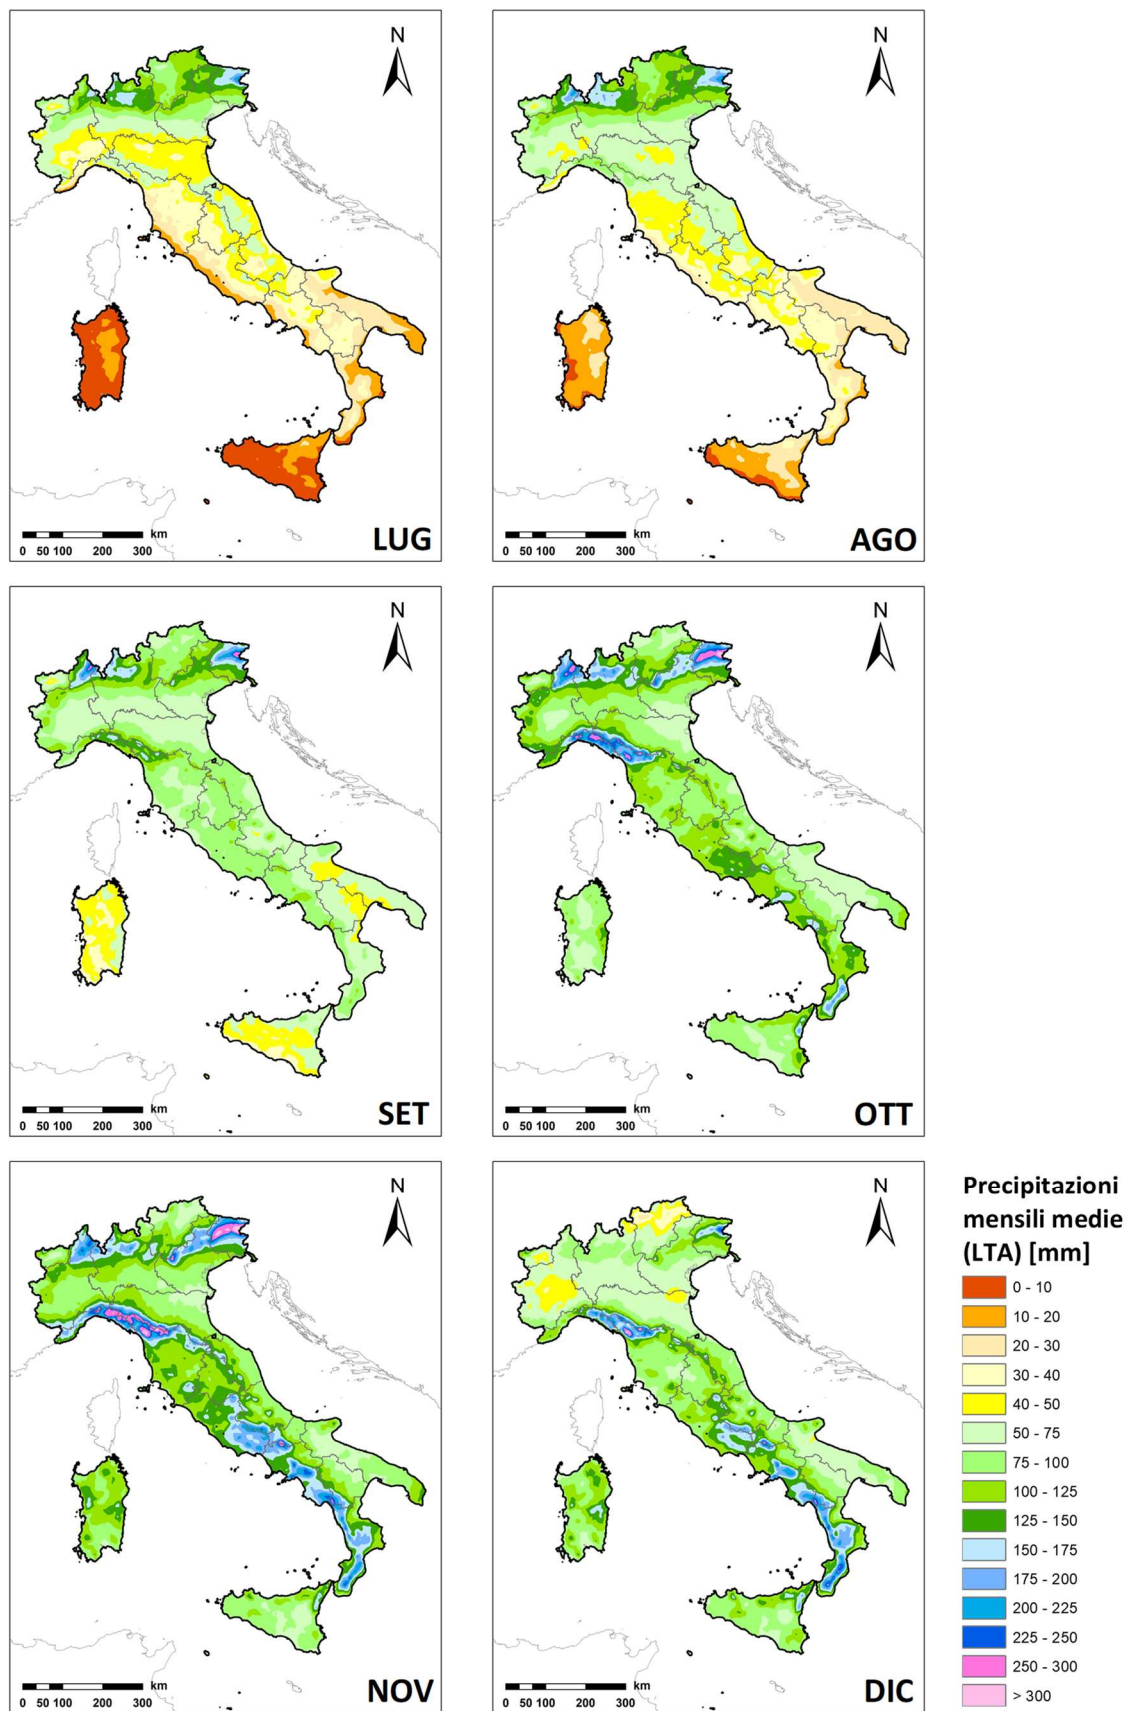 N
N
km
0 50 100 200 300
LUG
km
0 50 100 200 300
AGO
N
N
km
0 50 100 200 300
SET
km
0 50 100 200 300
OTT
N
N
km
0 50 100 200 300
NOV
km
0 50 100 200 300
DIC
Precipitazioni
mensili medie
(LTA) [mm]
0 - 10
10 - 20
20 - 30
30 - 40
40 - 50
50 - 75
75 - 100
100 - 125
125 - 150
150 - 175
175 - 200
200 - 225
225 - 250
250 - 300
> 300